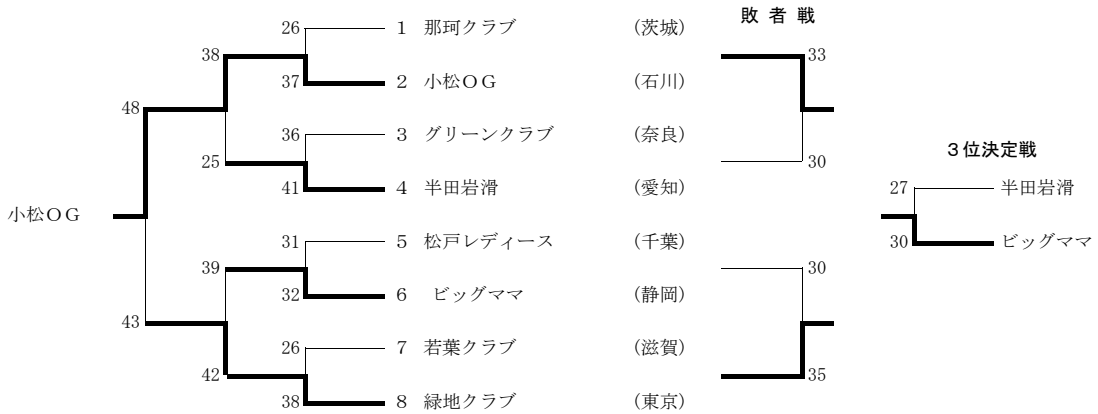 敗 者 戦
26 1 那珂クラブ (茨城)
38 33
37 2 小松OG (石川)
48
36 3 グリーンクラブ (奈良)
25 30
3位決定戦
41 4 半田岩滑 (愛知) 27 半田岩滑
小松OG
31 5 松戸レディース (千葉) 30 ビッグママ
39 30
32 6 ビッグママ (静岡)
43
26 7 若葉クラブ (滋賀)
42 35
38 8 緑地クラブ (東京)